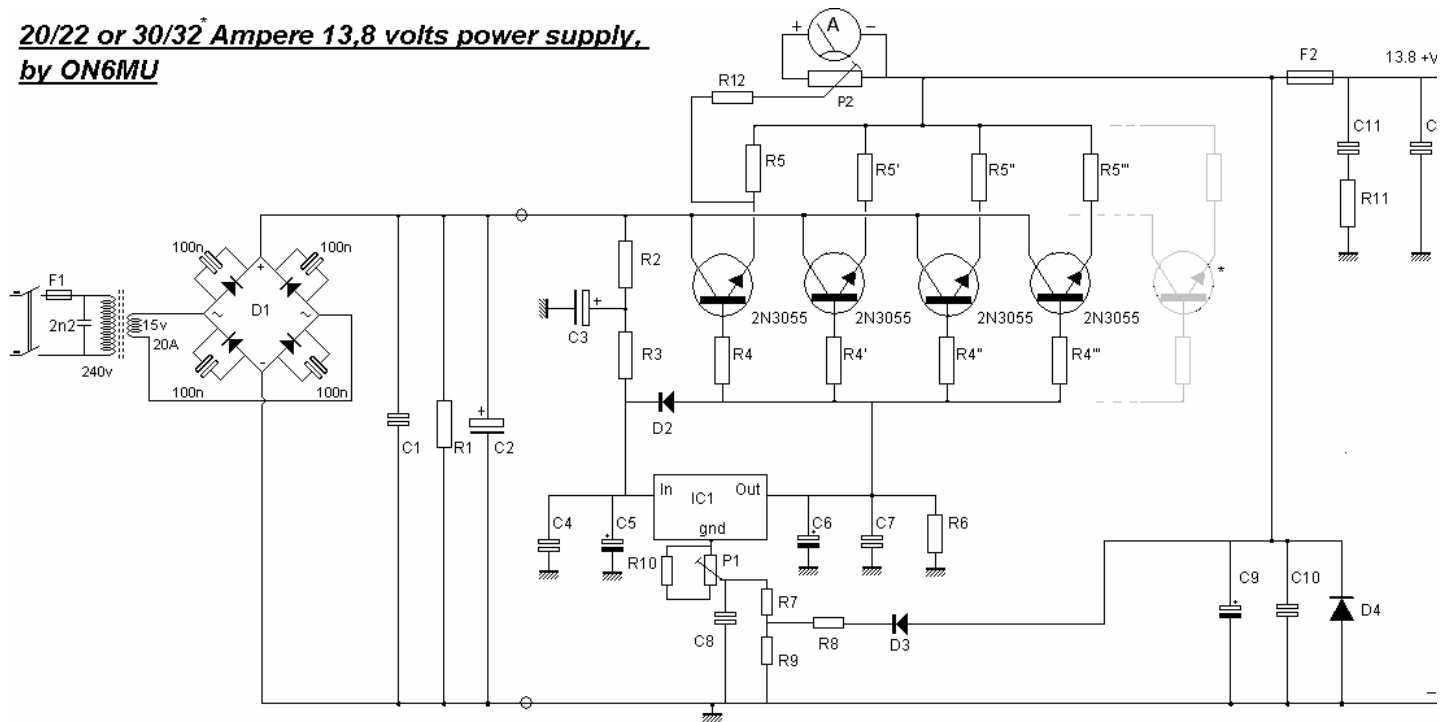 20/22 or 30/32* Ampere 13,8 volts power supply,
by ON6MU
+ A −
R12
P2
F2
13.8 +V
C11
C
R11
R5
R5'
R5"
R5'"
100n
100n
F1
2n2
15v
20A
240v
+
~
D1
~
-
100n
100n
R2
+
C3
R3
2N3055
2N3055
2N3055
2N3055
*
R4
R4'
R4"
R4'"
D2
C1
R1
+
C2
In
IC1
Out
gnd
C4
C5
+
C6
+
C7
R6
R10
P1
C8
R7
R8
D3
R9
C9
+
C10
D4
−